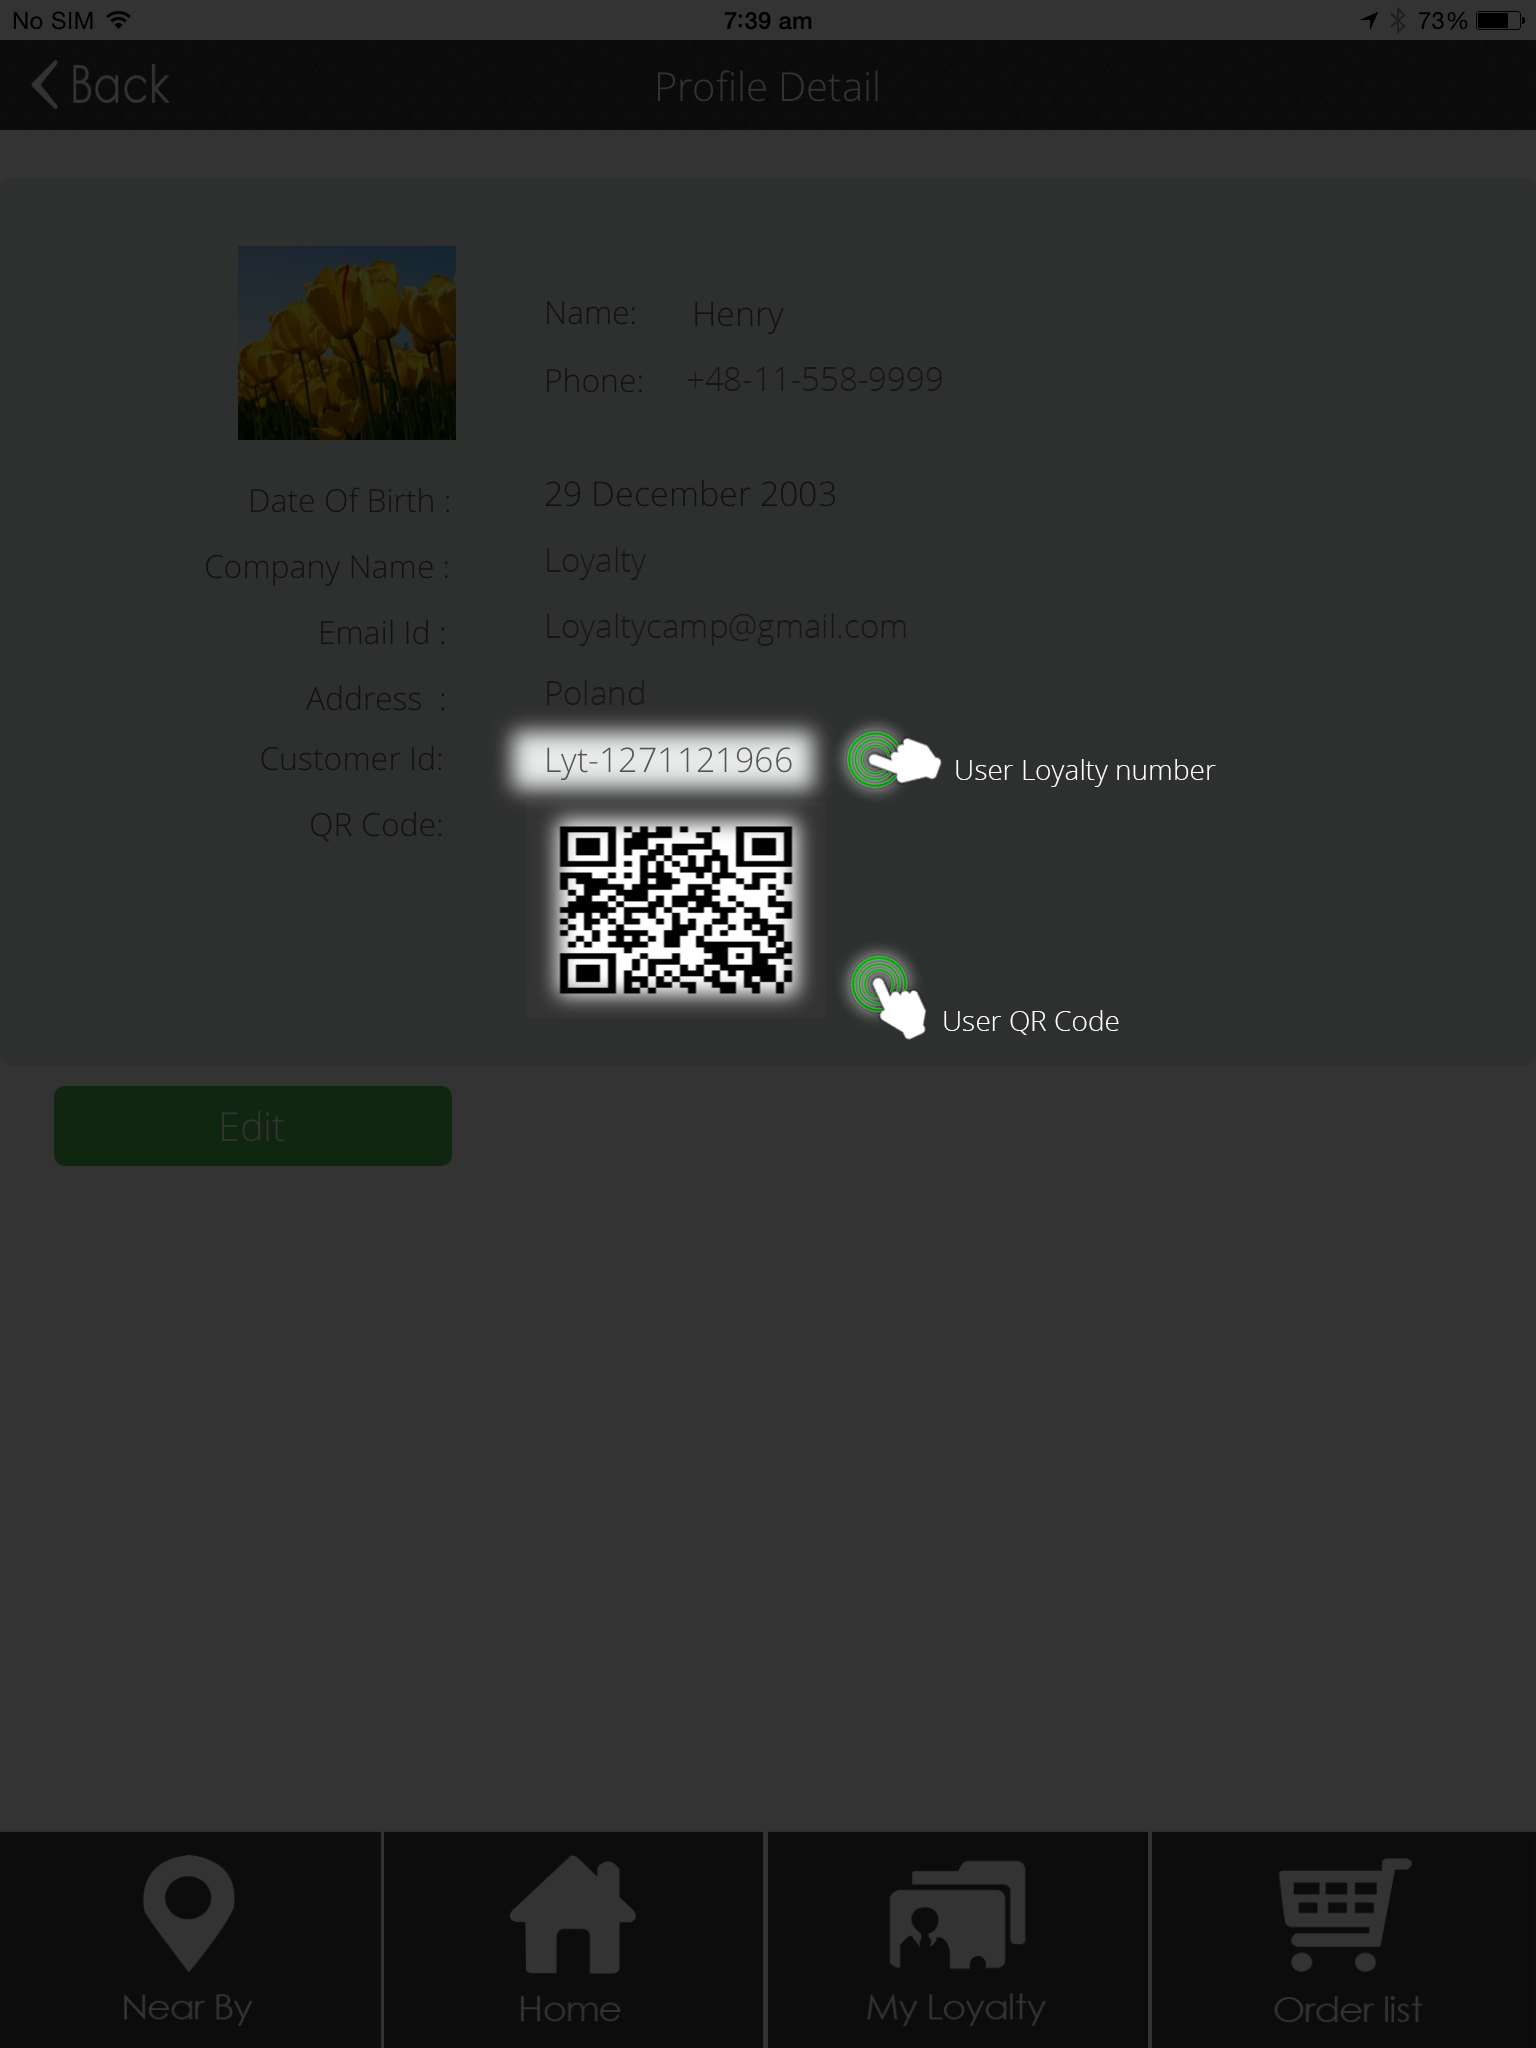 No SIM 7:39 am 73%
Back Profile Detail
Name: Henry
Phone: +48-11-558-9999
Date Of Birth : 29 December 2003
Company Name : Loyalty
Email Id : Loyaltycamp@gmail.com
Address : Poland
Customer Id: Lyt-1271121966 User Loyalty number
QR Code:
User QR Code
Edit
Near By Home My Loyalty Order list